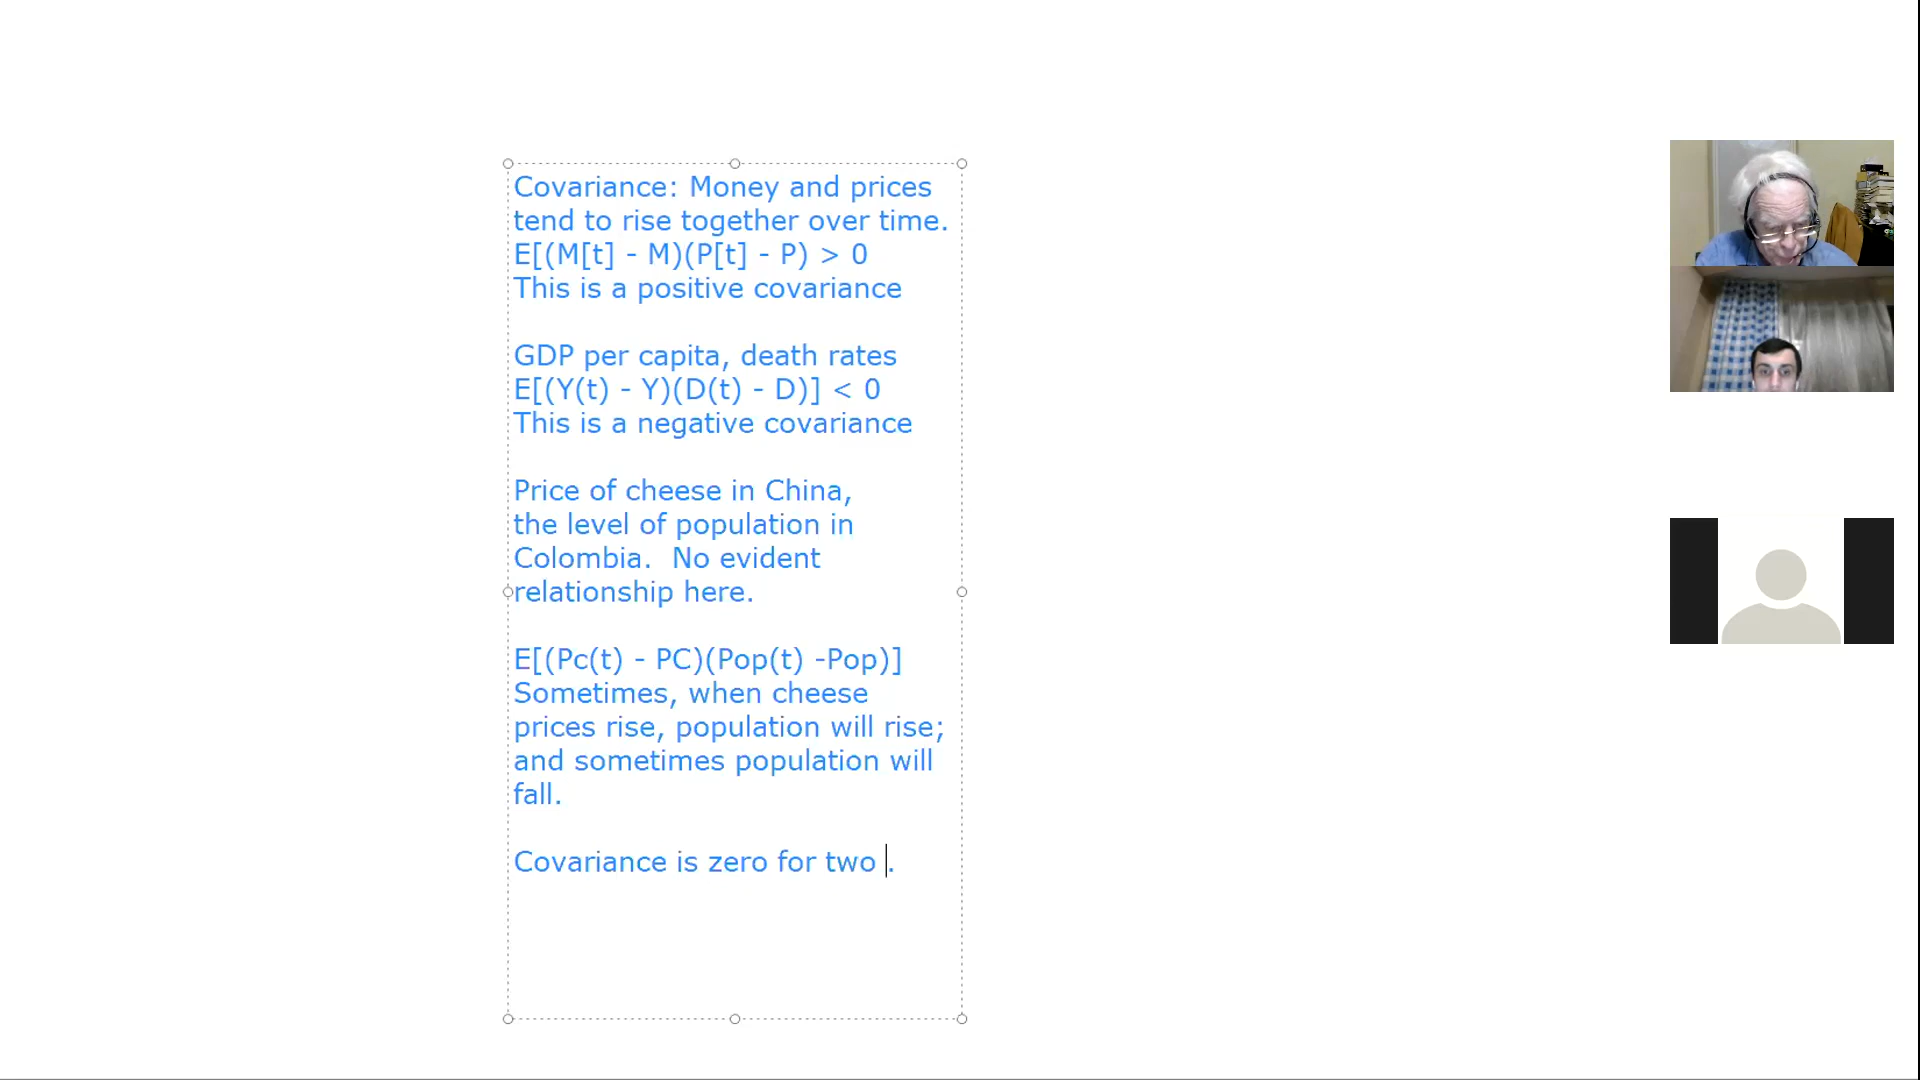 Covariance: Money and prices
tend to rise together over time.
E[(M[t] - M)(P[t] - P) > 0
This is a positive covariance
GDP per capita, death rates
E[(Y(t) - Y)(D(t) - D)] < 0
This is a negative covariance
Price of cheese in China,
the level of population in
Colombia.  No evident
relationship here.
E[(Pc(t) - PC)(Pop(t) -Pop)]
Sometimes, when cheese
prices rise, population will rise;
and sometimes population will
fall.
Covariance is zero for two .